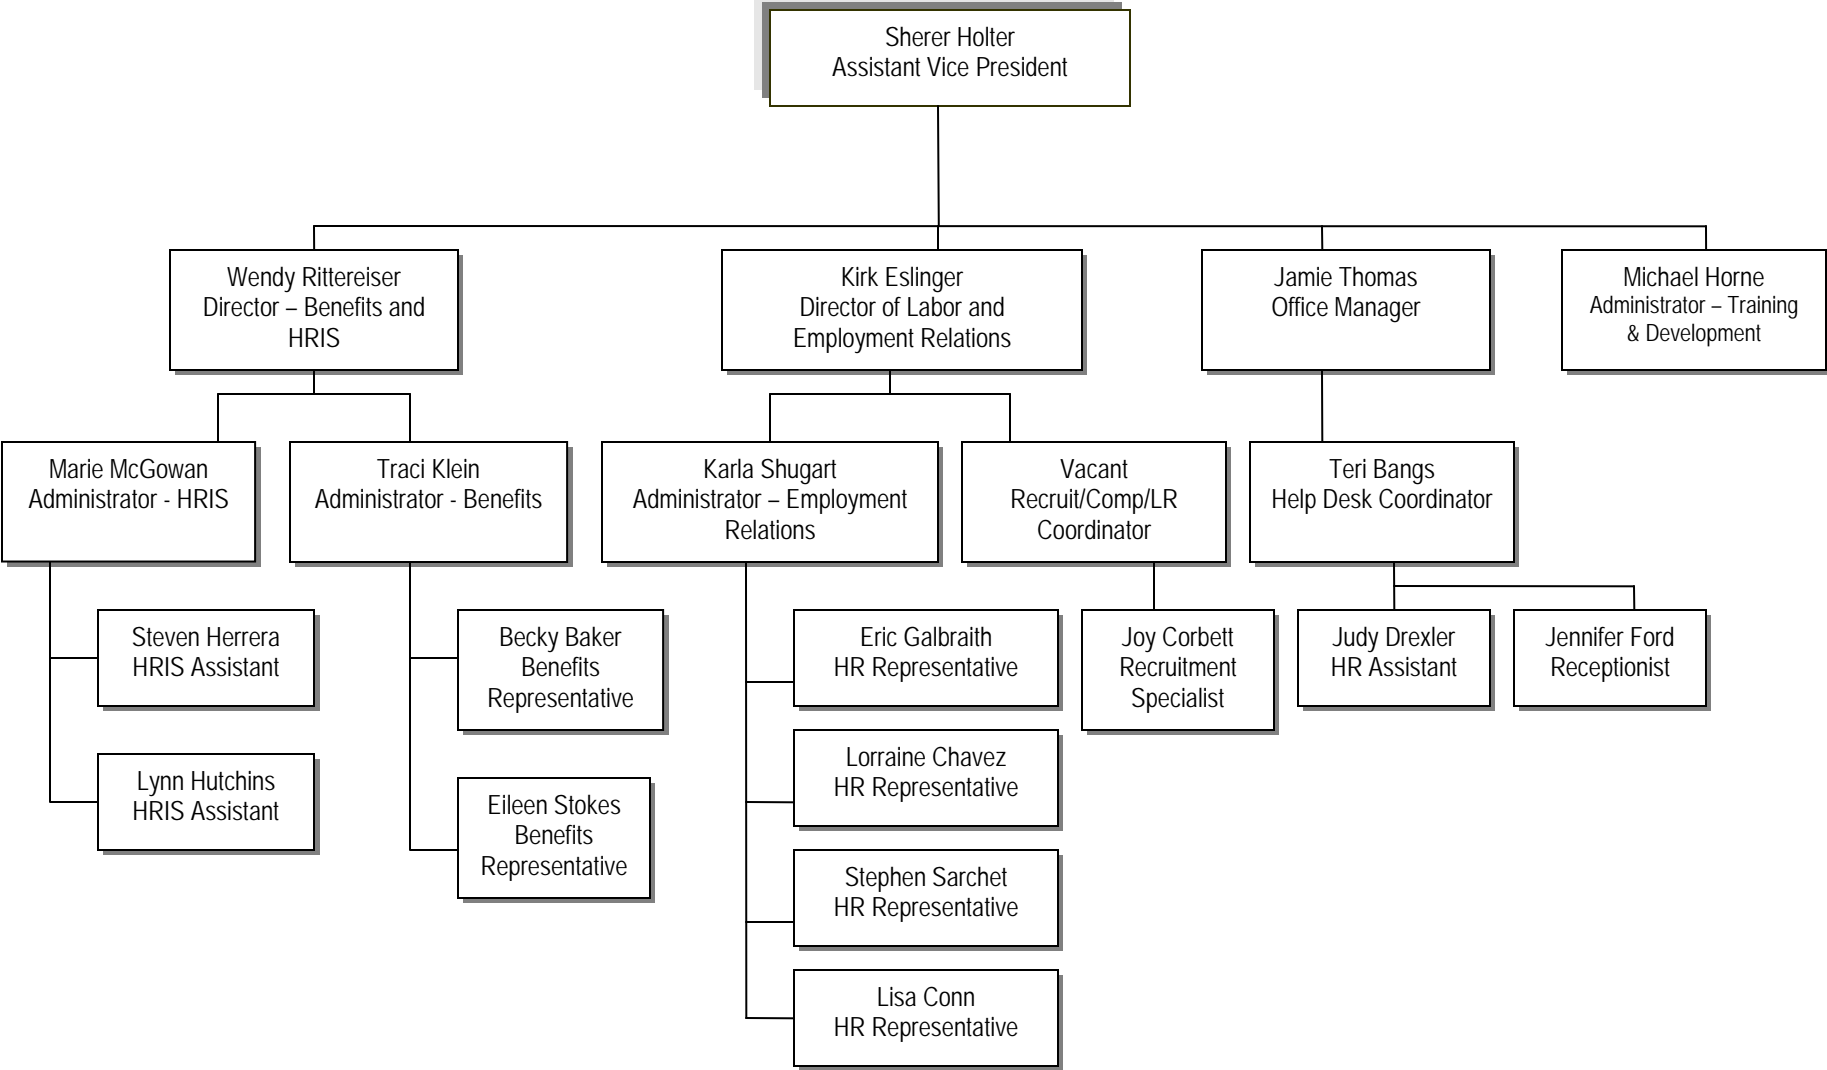 Sherer Holter
Assistant Vice President
Wendy Rittereiser
Director – Benefits and
HRIS
Kirk Eslinger
Director of Labor and
Employment Relations
Jamie Thomas
Office Manager
Michael Horne
Administrator – Training
& Development
Marie McGowan
Administrator - HRIS
Traci Klein
Administrator - Benefits
Karla Shugart
Administrator – Employment
Relations
Vacant
Recruit/Comp/LR
Coordinator
Teri Bangs
Help Desk Coordinator
Steven Herrera
HRIS Assistant
Becky Baker
Benefits
Representative
Eric Galbraith
HR Representative
Joy Corbett
Recruitment
Specialist
Judy Drexler
HR Assistant
Jennifer Ford
Receptionist
Lynn Hutchins
HRIS Assistant
Eileen Stokes
Benefits
Representative
Lorraine Chavez
HR Representative
Stephen Sarchet
HR Representative
Lisa Conn
HR Representative